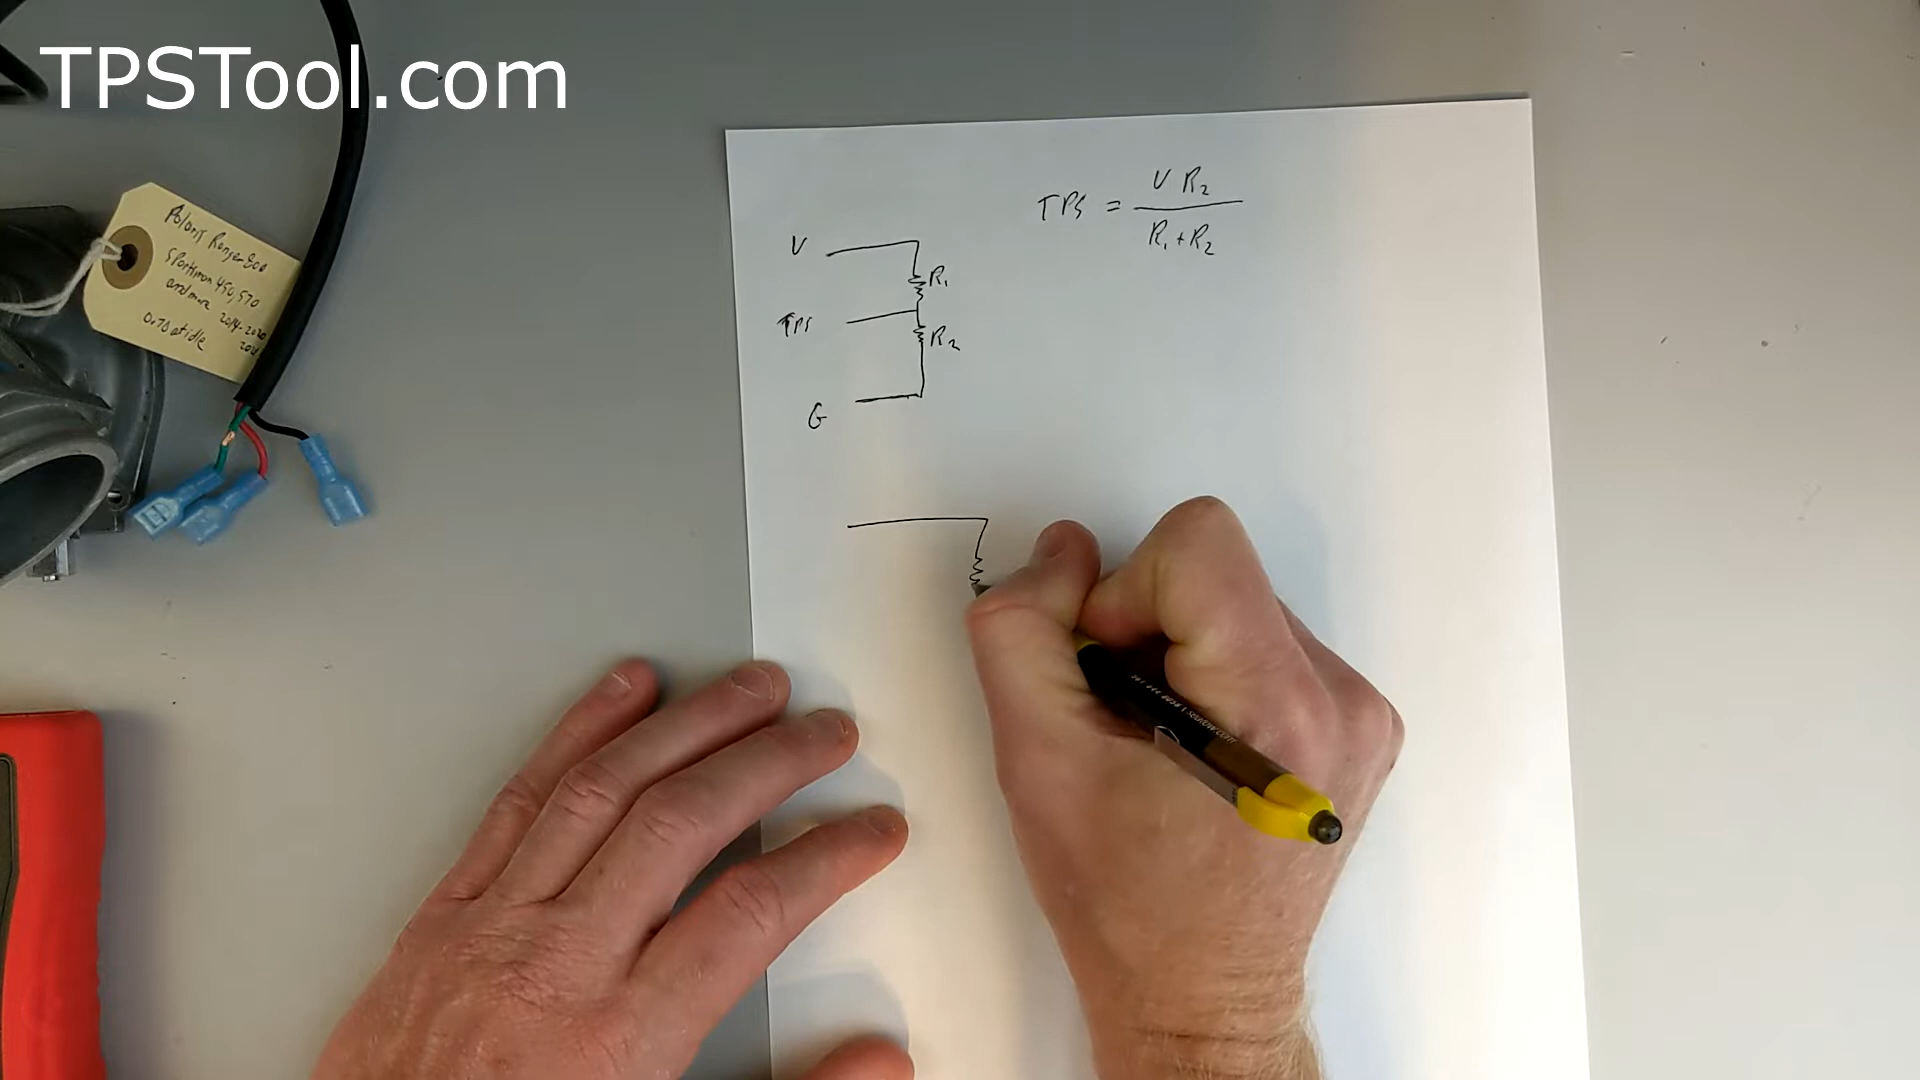 TPSTool.com
Polaris Ranger 900
Sportsman 450, 570
and more 2014-2020
0.70 at idle
TPS = V R2
R1 + R2
V
R1
TPS
R2
G